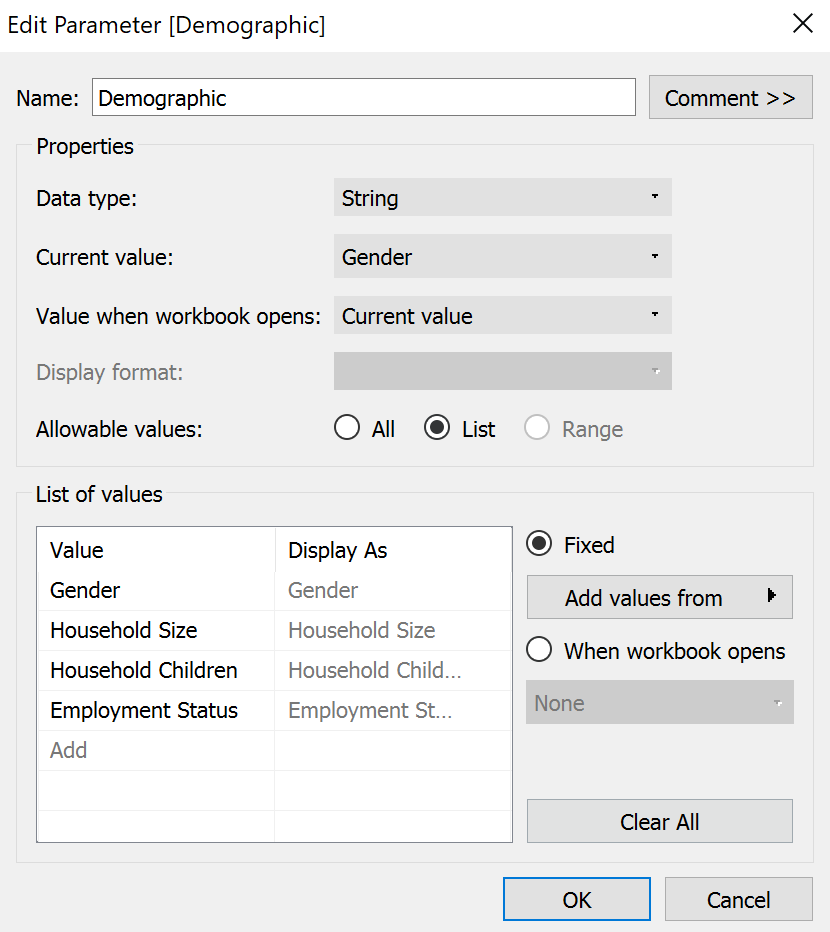 Edit Parameter [Demographic]
Name: Demographic Comment >>
Properties
Data type: String
Current value: Gender
Value when workbook opens: Current value
Display format:
Allowable values: All List Range
List of values
Value Display As
Gender Gender
Household Size Household Size
Household Children Household Child...
Employment Status Employment St...
Add
Fixed
Add values from
When workbook opens
None
Clear All
OK Cancel